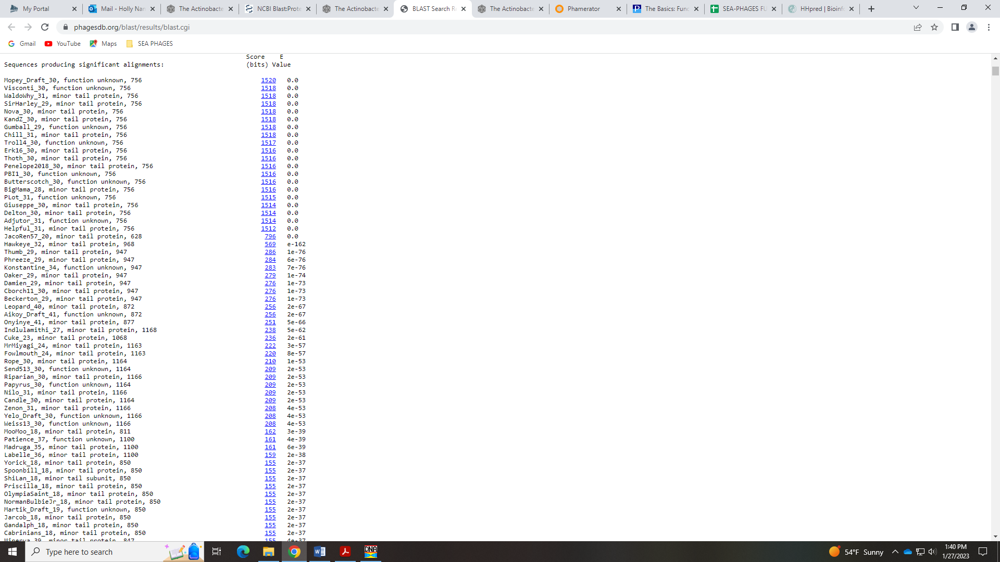 My Portal
Mail - Holly Nan
The Actinobacte
NCBI Blast:Prote
The Actinobacte
BLAST Search Re
The Actinobacte
Phamerator
The Basics: Func
SEA-PHAGES FU
HHpred | Bioinfo
phagesdb.org/blast/results/blast.cgi
Gmail YouTube Maps SEA PHAGES
Score E
Sequences producing significant alignments: (bits) Value
Mopey_Draft_30, function unknown, 756 1520 0.0
Visconti_30, function unknown, 756 1518 0.0
WaldoWhy_31, minor tail protein, 756 1518 0.0
SirHarley_29, minor tail protein, 756 1518 0.0
Nova_30, minor tail protein, 756 1518 0.0
KandZ_30, minor tail protein, 756 1518 0.0
Gumball_29, function unknown, 756 1518 0.0
Chill_31, minor tail protein, 756 1518 0.0
Troll4_30, function unknown, 756 1517 0.0
Erk16_30, minor tail protein, 756 1516 0.0
Thoth_30, minor tail protein, 756 1516 0.0
Penelope2018_30, minor tail protein, 756 1516 0.0
PBI1_30, function unknown, 756 1516 0.0
Butterscotch_30, function unknown, 756 1516 0.0
BigMama_28, minor tail protein, 756 1516 0.0
PLot_31, function unknown, 756 1515 0.0
Giuseppe_30, minor tail protein, 756 1514 0.0
Delton_30, minor tail protein, 756 1514 0.0
Adjutor_31, function unknown, 756 1514 0.0
Helpful_31, minor tail protein, 756 1512 0.0
JacoRen57_20, minor tail protein, 628 796 0.0
Hawkeye_32, minor tail protein, 968 569 e-162
Thumb_29, minor tail protein, 947 286 1e-76
Phreeze_29, minor tail protein, 947 284 6e-76
Konstantine_34, function unknown, 947 283 7e-76
Oaker_29, minor tail protein, 947 279 1e-74
Damien_29, minor tail protein, 947 276 1e-73
Cborch11_30, minor tail protein, 947 276 1e-73
Beckerton_29, minor tail protein, 947 276 1e-73
Leopard_40, minor tail protein, 872 256 2e-67
Aikoy_Draft_41, function unknown, 872 256 2e-67
Onyinye_41, minor tail protein, 877 251 5e-66
Indlulamithi_27, minor tail protein, 1168 238 5e-62
Cuke_23, minor tail protein, 1068 236 2e-61
MrMiyagi_24, minor tail protein, 1163 222 3e-57
Fowlmouth_24, minor tail protein, 1163 220 8e-57
Rope_30, minor tail protein, 1164 210 1e-53
Send513_30, function unknown, 1164 209 2e-53
Riparian_30, minor tail protein, 1166 209 2e-53
Papyrus_30, function unknown, 1164 209 2e-53
Nilo_31, minor tail protein, 1166 209 2e-53
Candle_30, minor tail protein, 1164 209 2e-53
Zenon_31, minor tail protein, 1166 208 4e-53
Yelo_Draft_30, function unknown, 1166 208 4e-53
Weiss13_30, function unknown, 1166 208 4e-53
MooMoo_18, minor tail protein, 811 162 3e-39
Patience_37, function unknown, 1100 161 4e-39
Madruga_35, minor tail protein, 1100 161 6e-39
Labelle_36, minor tail protein, 1100 159 2e-38
Yorick_18, minor tail protein, 850 155 2e-37
Spoonbill_18, minor tail protein, 850 155 2e-37
ShiLan_18, minor tail subunit, 850 155 2e-37
Priscilla_18, minor tail protein, 850 155 2e-37
OlympiaSaint_18, minor tail protein, 850 155 2e-37
NormanBulbieJr_18, minor tail protein, 850 155 2e-37
Martik_Draft_19, function unknown, 850 155 2e-37
Jarcob_18, minor tail protein, 850 155 2e-37
Gandalph_18, minor tail protein, 850 155 2e-37
Cabrinians_18, minor tail protein, 850 155 2e-37
Minerva_39, minor tail protein, 847 155 4e-37
Type here to search
DNA
54°F Sunny
1:40 PM
1/27/2023